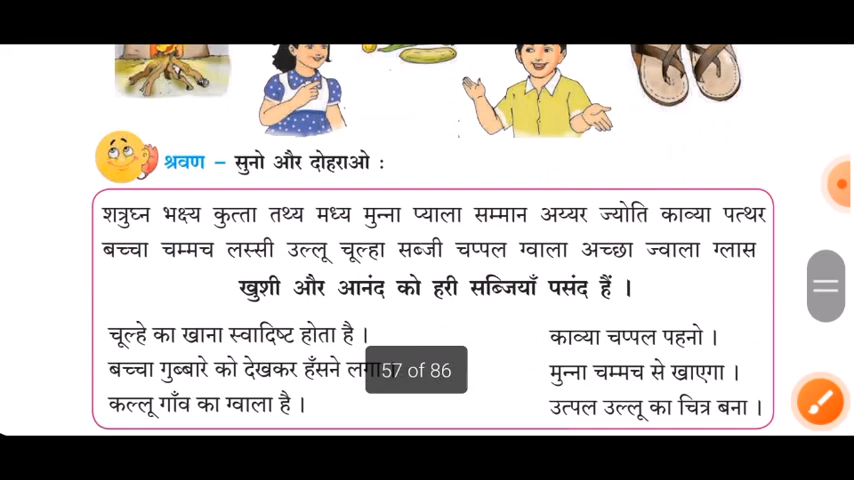 श्रवण – सुनो और दोहराओ :
शत्रुघ्न भक्ष्य कुत्ता तथ्य मध्य मुन्ना प्याला सम्मान अय्यर ज्योति काव्या पत्थर
बच्चा चम्मच लस्सी उल्लू चूल्हा सब्जी चप्पल ग्वाला अच्छा ज्वाला ग्लास
खुशी और आनंद को हरी सब्जियाँ पसंद हैं ।
चूल्हे का खाना स्वादिष्ट होता है ।
बच्चा गुब्बारे को देखकर हँसने
कल्लू गाँव का ग्वाला है ।
काव्या चप्पल पहनो ।
मुन्ना चम्मच से खाएगा ।
उत्पल उल्लू का चित्र बना ।
57 of 86